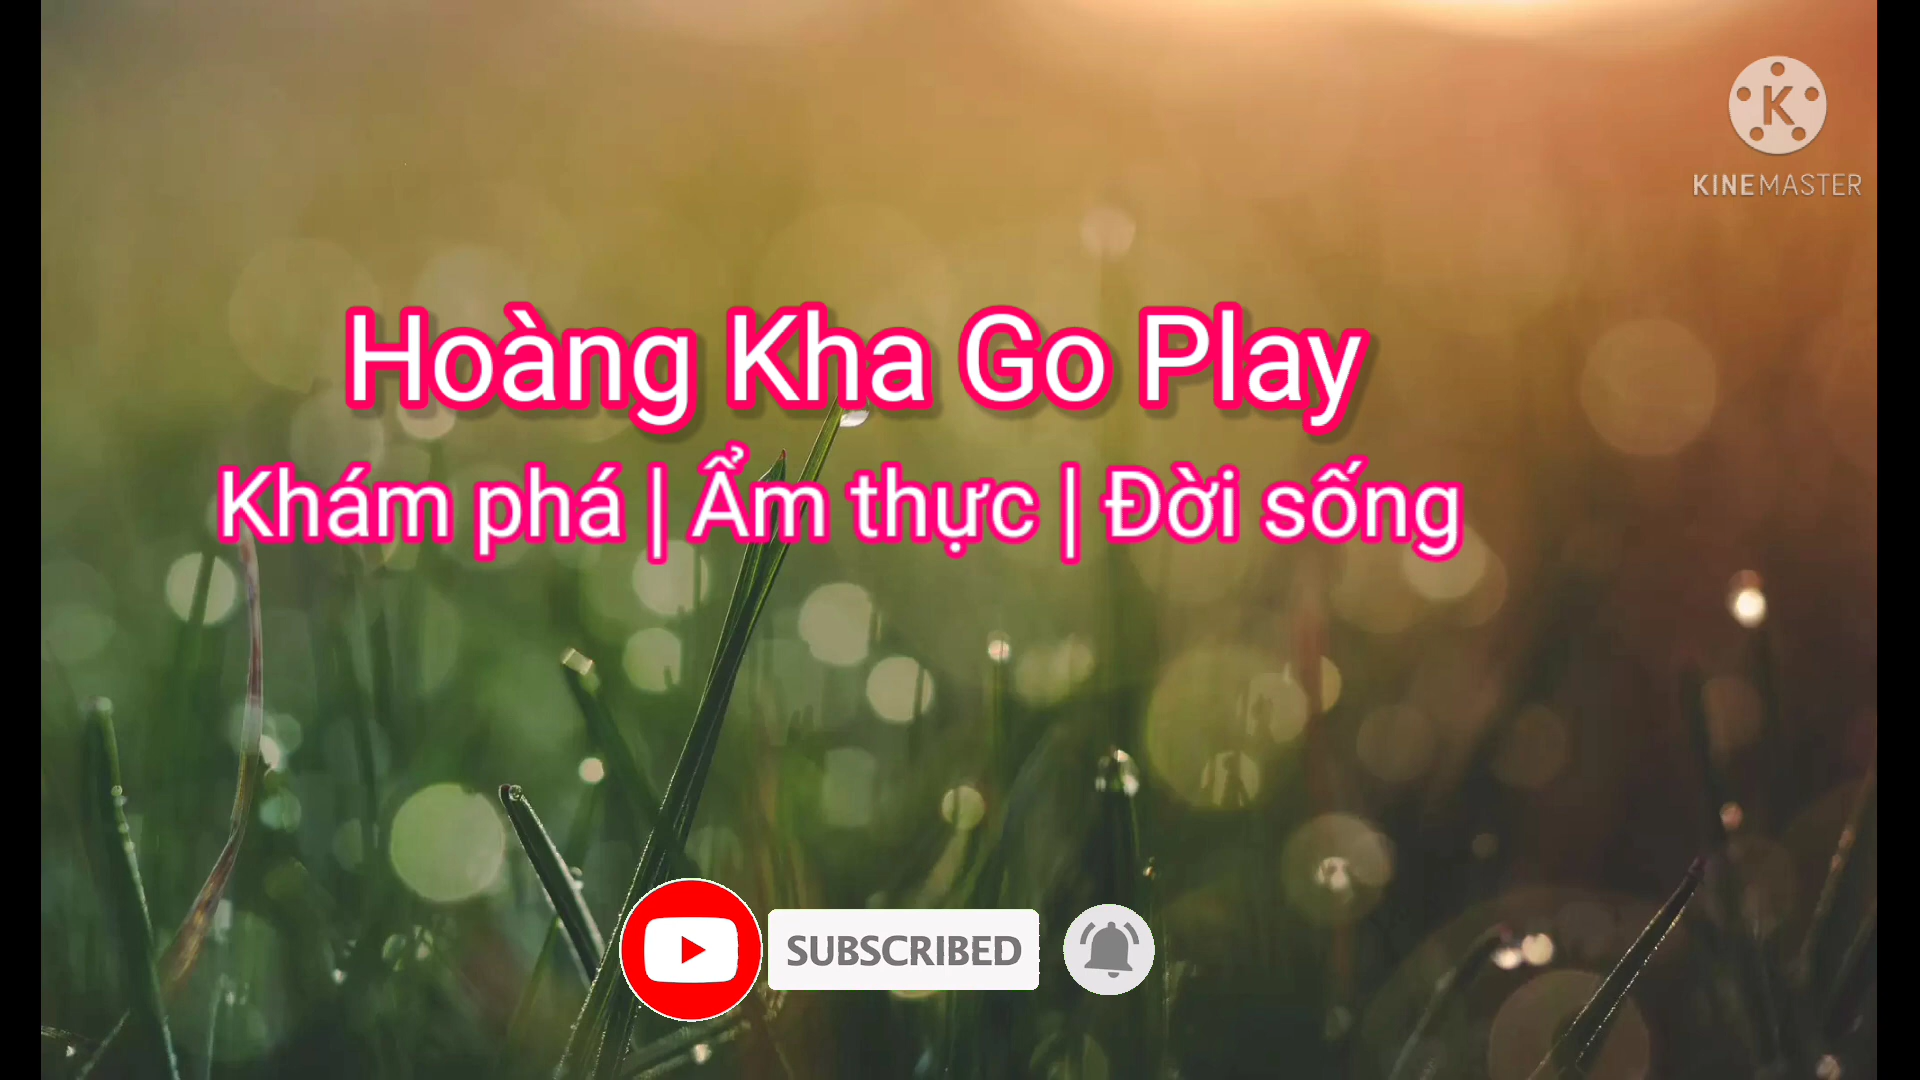 K
KINEMASTER
Hoàng Kha Go Play
Khám phá | Ẩm thực | Đời sống
SUBSCRIBED